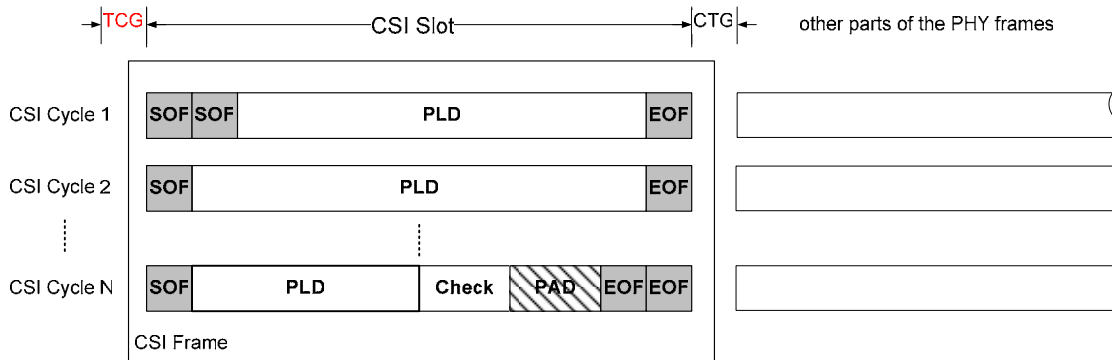 TCG CSI Slot CTG other parts of the PHY frames
CSI Cycle 1 SOF SOF PLD EOF
CSI Cycle 2 SOF PLD EOF
CSI Cycle N SOF PLD Check PAD EOF EOF
CSI Frame